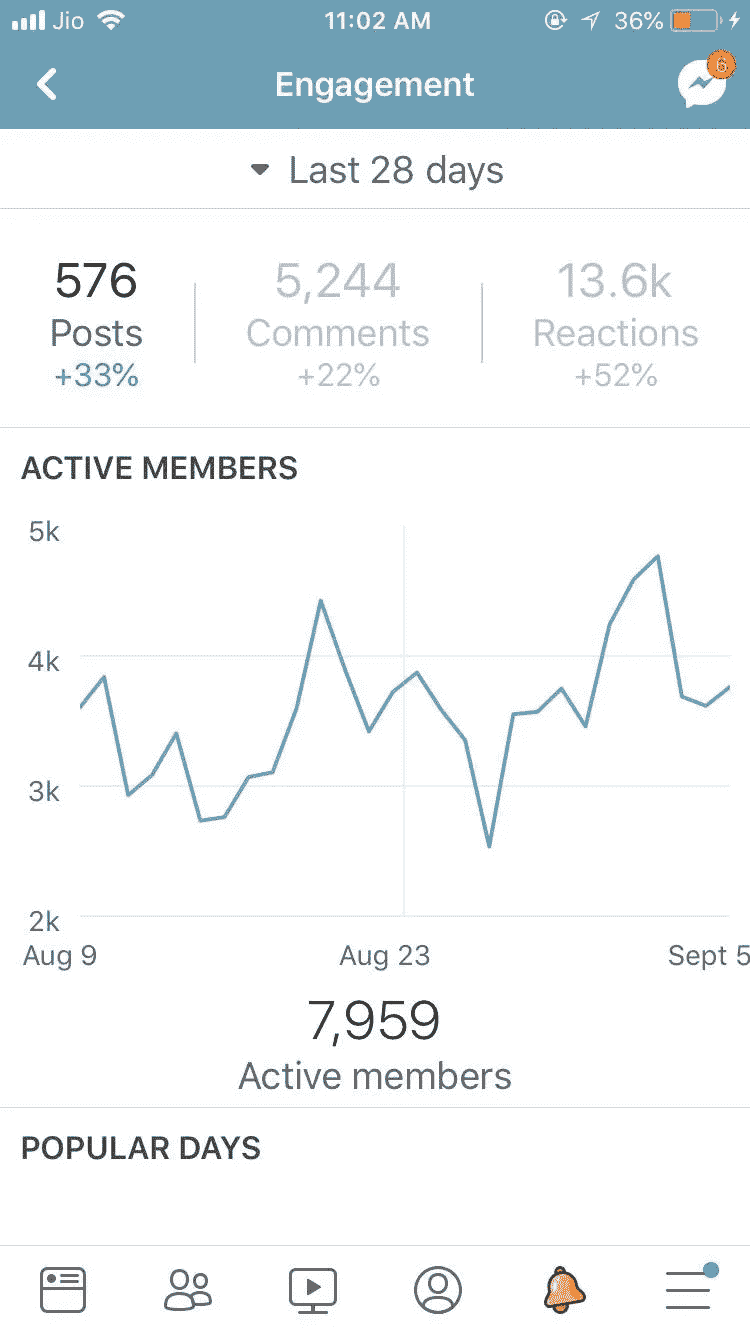 Jio 11:02 AM 36%
Engagement
6
Last 28 days
576 5,244 13.6k
Posts Comments Reactions
+33% +22% +52%
ACTIVE MEMBERS
5k
4k
3k
2k
Aug 9 Aug 23 Sept 5
7,959
Active members
POPULAR DAYS